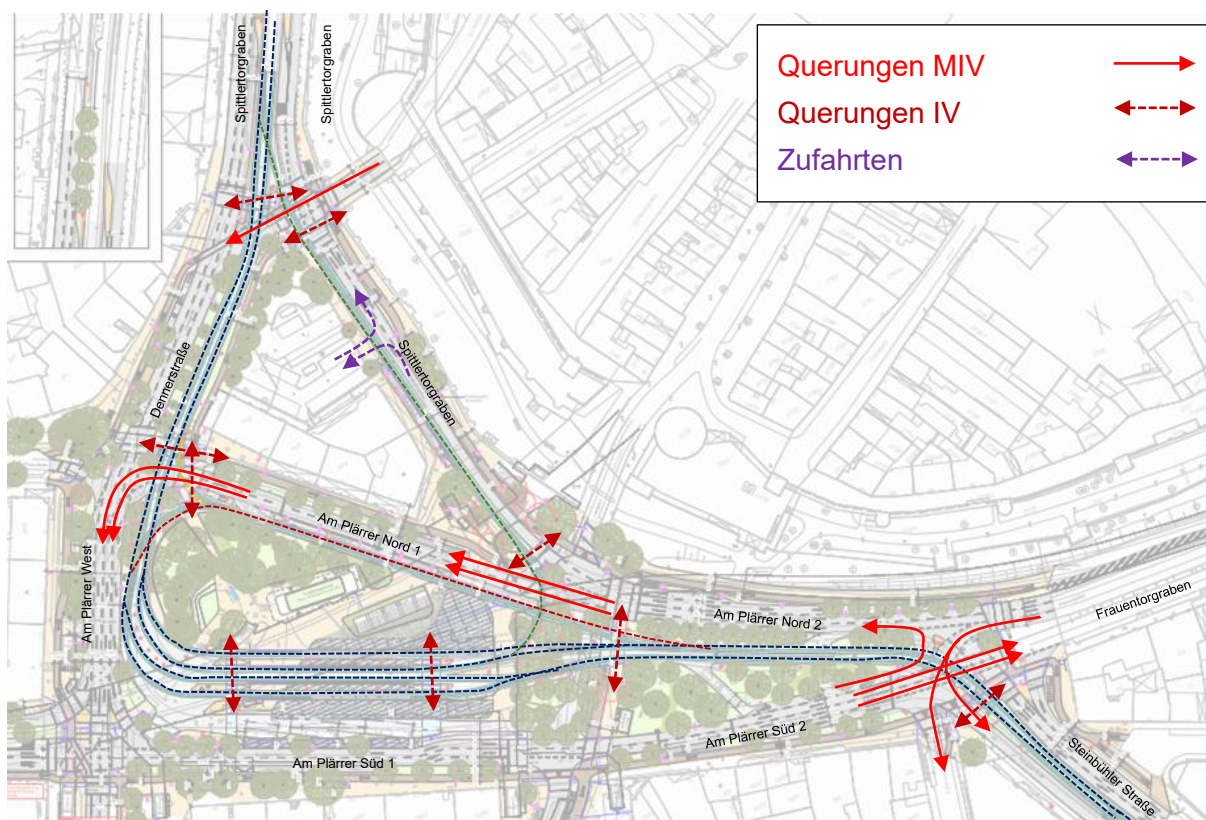 Spittlertorgraben
Spittlertorgraben
Querungen MIV
Querungen IV
Zufahrten
Dennerstraße
Spittlertorgraben
Am Plärrer Nord 1
Am Plärrer West
Am Plärrer Nord 2
Frauentorgraben
Am Plärrer Süd 2
Am Plärrer Süd 1
Steinbühler Straße